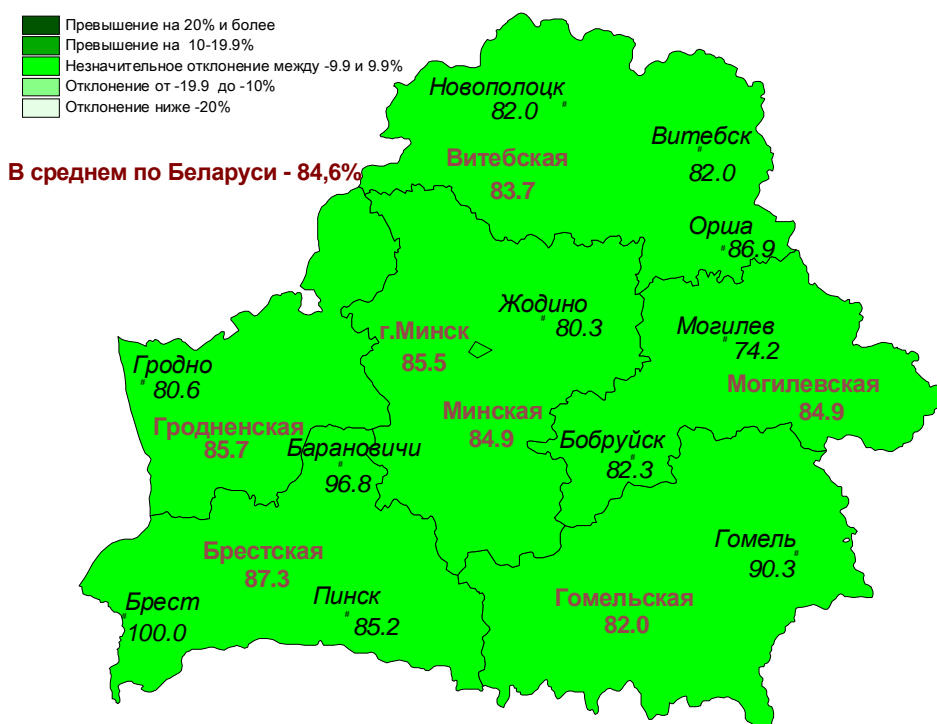 Превышение на 20% и более
Превышение на 10-19.9%
Незначительное отклонение между -9.9 и 9.9%
Отклонение от -19.9 до -10%
Отклонение ниже -20%
В среднем по Беларуси - 84,6%
Новополоцк
82.0
Витебск
82.0
Витебская
83.7
Орша
86.9
Жодино
80.3
г.Минск
85.5
Могилев
74.2
Гродно
80.6
Могилевская
84.9
Минская
84.9
Гродненская
85.7
Барановичи
96.8
Бобруйск
82.3
Гомель
90.3
Брестская
87.3
Пинск
85.2
Брест
100.0
Гомельская
82.0